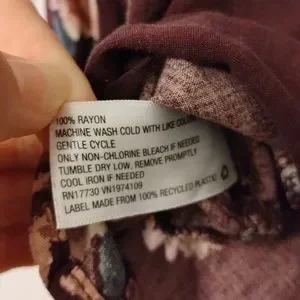 100% RAYON
MACHINE WASH COLD WITH LIKE COLORS
GENTLE CYCLE
ONLY NON-CHLORINE BLEACH IF NEEDED
TUMBLE DRY LOW. REMOVE PROMPTLY
COOL IRON IF NEEDED
RN17730 VN1974109
LABEL MADE FROM 100% RECYCLED PLASTIC